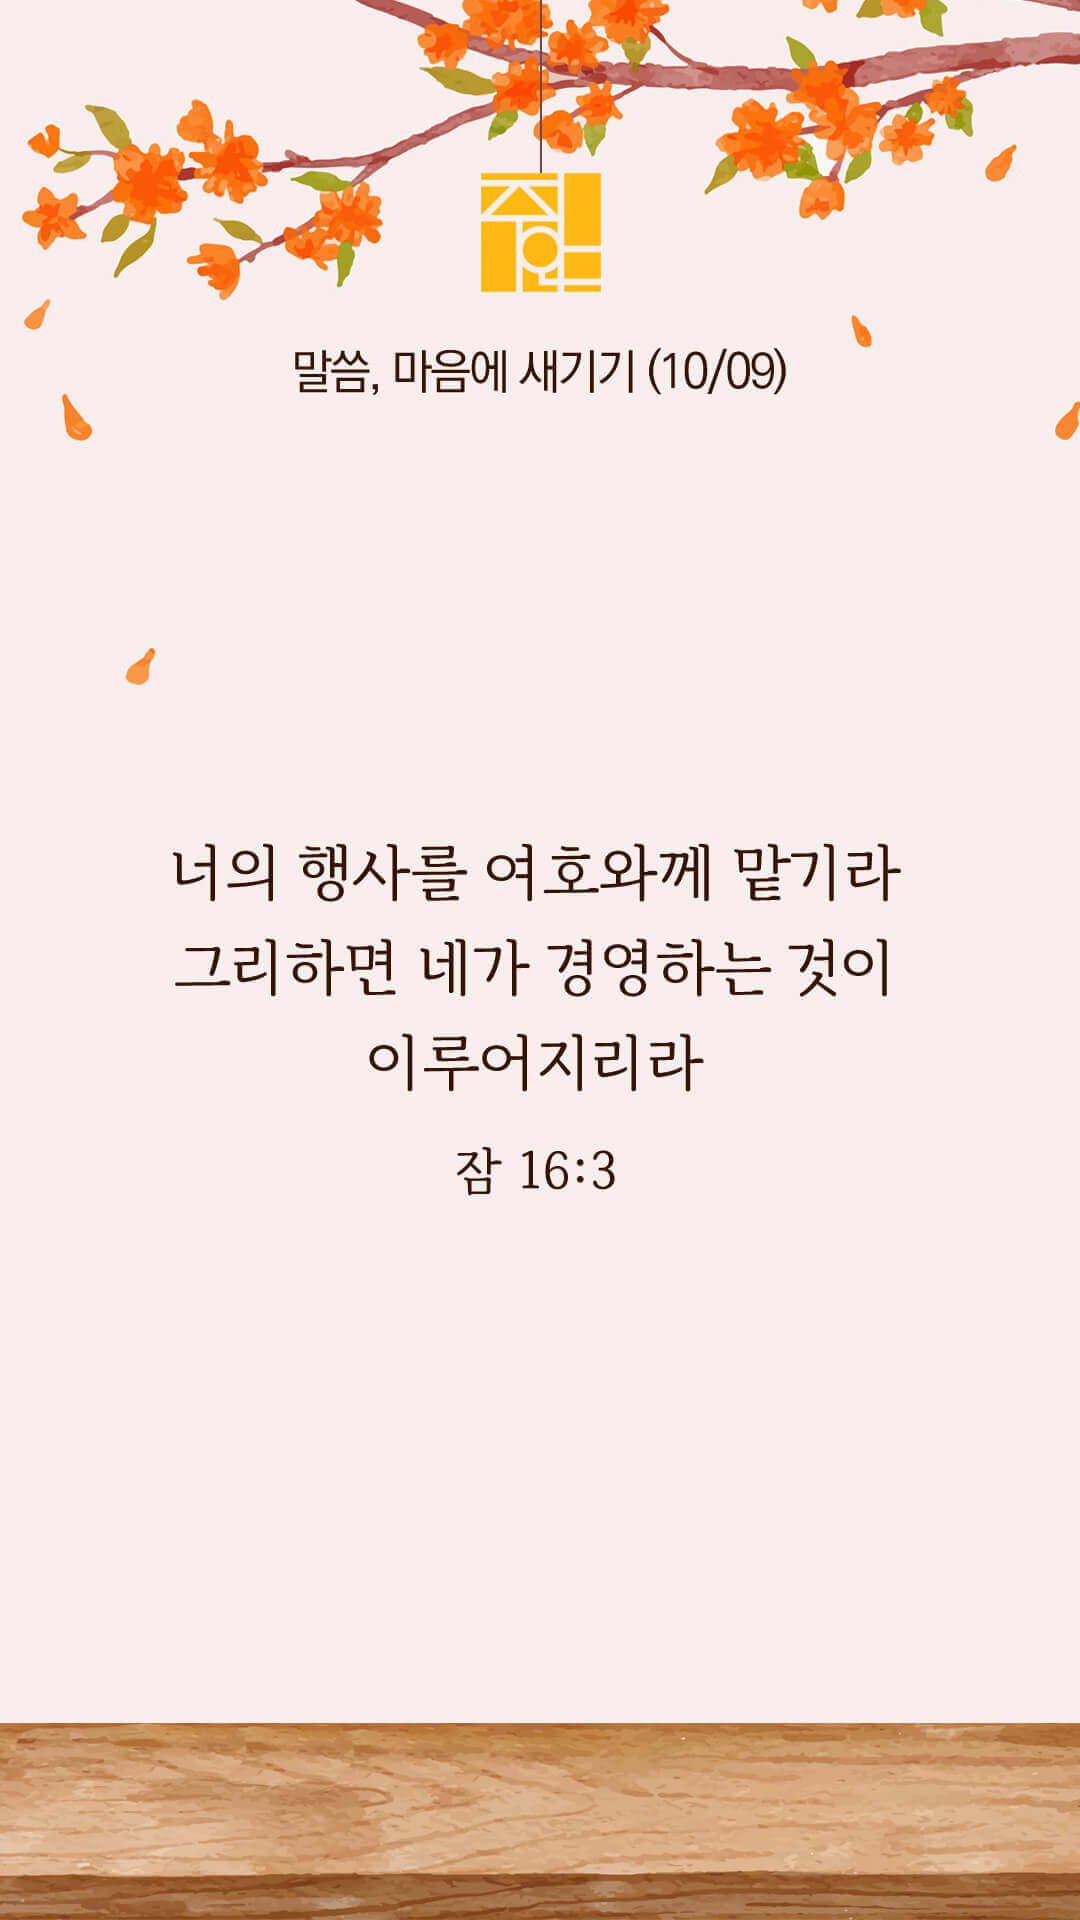 말씀, 마음에 새기기 (10/09)
너의 행사를 여호와께 맡기라
그리하면 네가 경영하는 것이
이루어지리라
잠 16:3